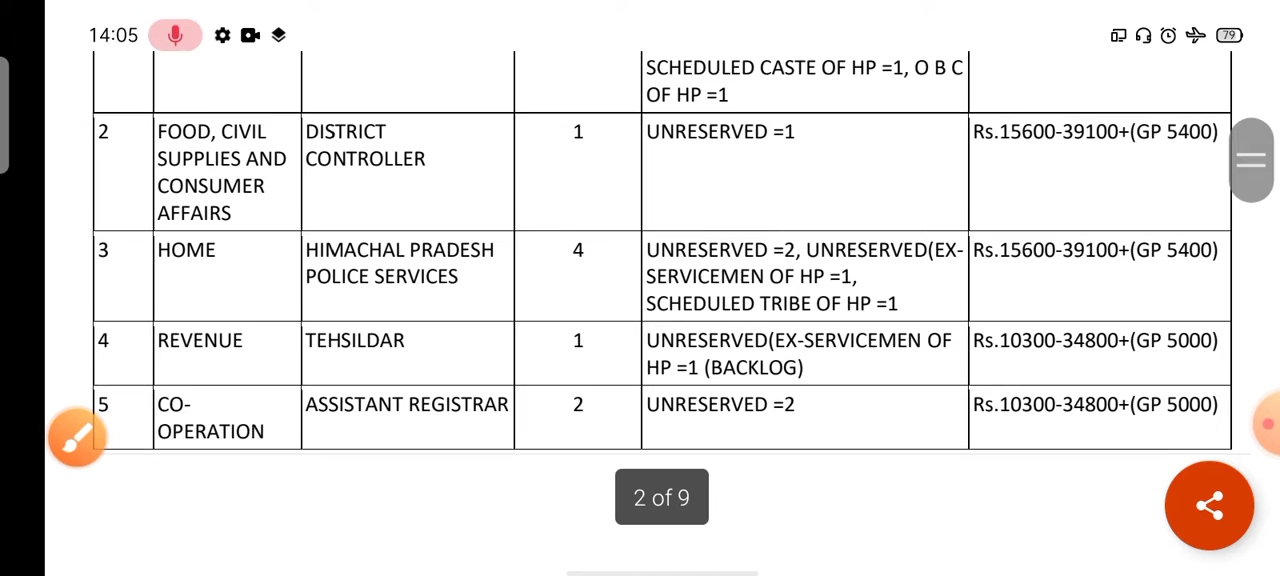 14:05
79
SCHEDULED CASTE OF HP =1, O B C
OF HP =1
2 FOOD, CIVIL DISTRICT 1 UNRESERVED =1 Rs.15600-39100+(GP 5400)
SUPPLIES AND CONTROLLER
CONSUMER
AFFAIRS
3 HOME HIMACHAL PRADESH 4 UNRESERVED =2, UNRESERVED(EX- Rs.15600-39100+(GP 5400)
POLICE SERVICES SERVICEMEN OF HP =1,
SCHEDULED TRIBE OF HP =1
4 REVENUE TEHSILDAR 1 UNRESERVED(EX-SERVICEMEN OF Rs.10300-34800+(GP 5000)
HP =1 (BACKLOG)
5 CO- ASSISTANT REGISTRAR 2 UNRESERVED =2 Rs.10300-34800+(GP 5000)
OPERATION
2 of 9